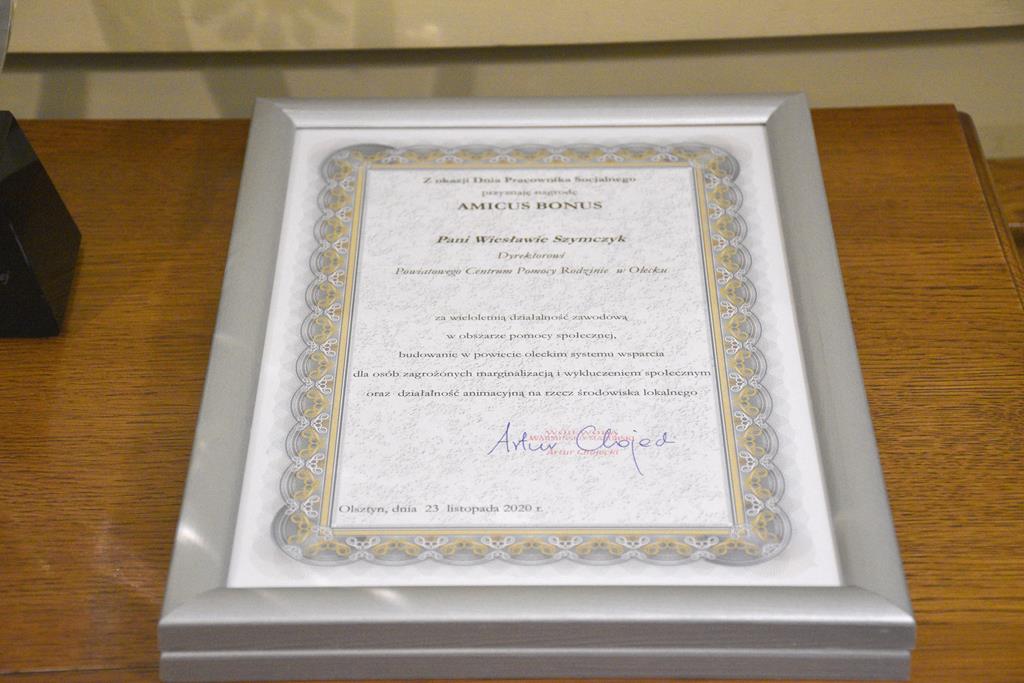 Z okazji Dnia Pracownika Socjalnego
przyznaję nagrodę
AMICUS BONUS
Pani Wiesławie Szymczyk
Dyrektorowi
Powiatowego Centrum Pomocy Rodzinie w Olecku
za wieloletnią działalność zawodową
w obszarze pomocy społecznej,
budowanie w powiecie oleckim systemu wsparcia
dla osób zagrożonych marginalizacją i wykluczeniem społecznym
oraz działalność animacyjną na rzecz środowiska lokalnego
WOJEWODA
WARMIŃSKO-MAZURSKI
Artur Chojecki
Olsztyn, dnia 23 listopada 2020 r.